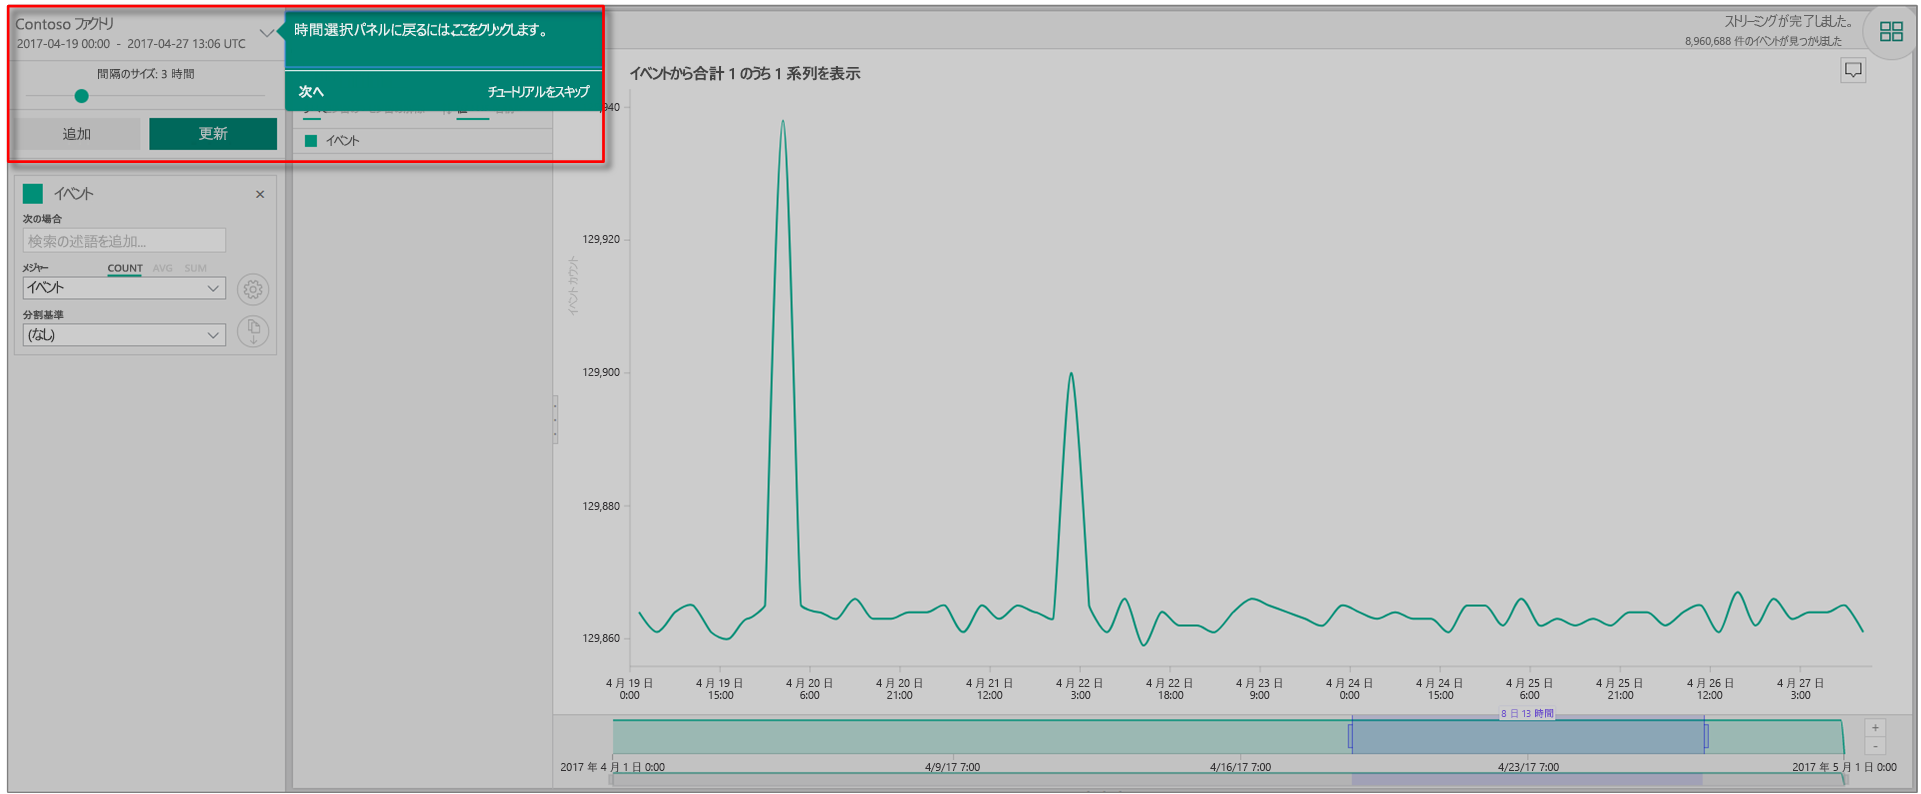 Contoso ファクトリ
2017-04-19 00:00 - 2017-04-27 13:06 UTC
時間選択パネルに戻るには、ここをクリックします。
次へ
チュートリアルをスキップ
間隔のサイズ: 3 時間
追加
更新
イベント
ストリーミングが完了しました。
8,960,688 件のイベントが見つかりました
イベントから合計 1 のうち 1 系列を表示
イベント
×
次の場合
検索の述語を追加...
メジャー
COUNT AVG SUM
イベント
分割基準
(なし)
イベント カウント
940
129,920
129,900
129,880
129,860
4 月 19 日 0:00
4 月 19 日 15:00
4 月 20 日 6:00
4 月 20 日 21:00
4 月 21 日 12:00
4 月 22 日 3:00
4 月 22 日 18:00
4 月 23 日 9:00
4 月 24 日 0:00
4 月 24 日 15:00
4 月 25 日 6:00
4 月 25 日 21:00
4 月 26 日 12:00
4 月 27 日 3:00
8 日 13 時間
+
-
2017 年 4 月 1 日 0:00
4/9/17 7:00
4/16/17 7:00
4/23/17 7:00
2017 年 5 月 1 日 0:00